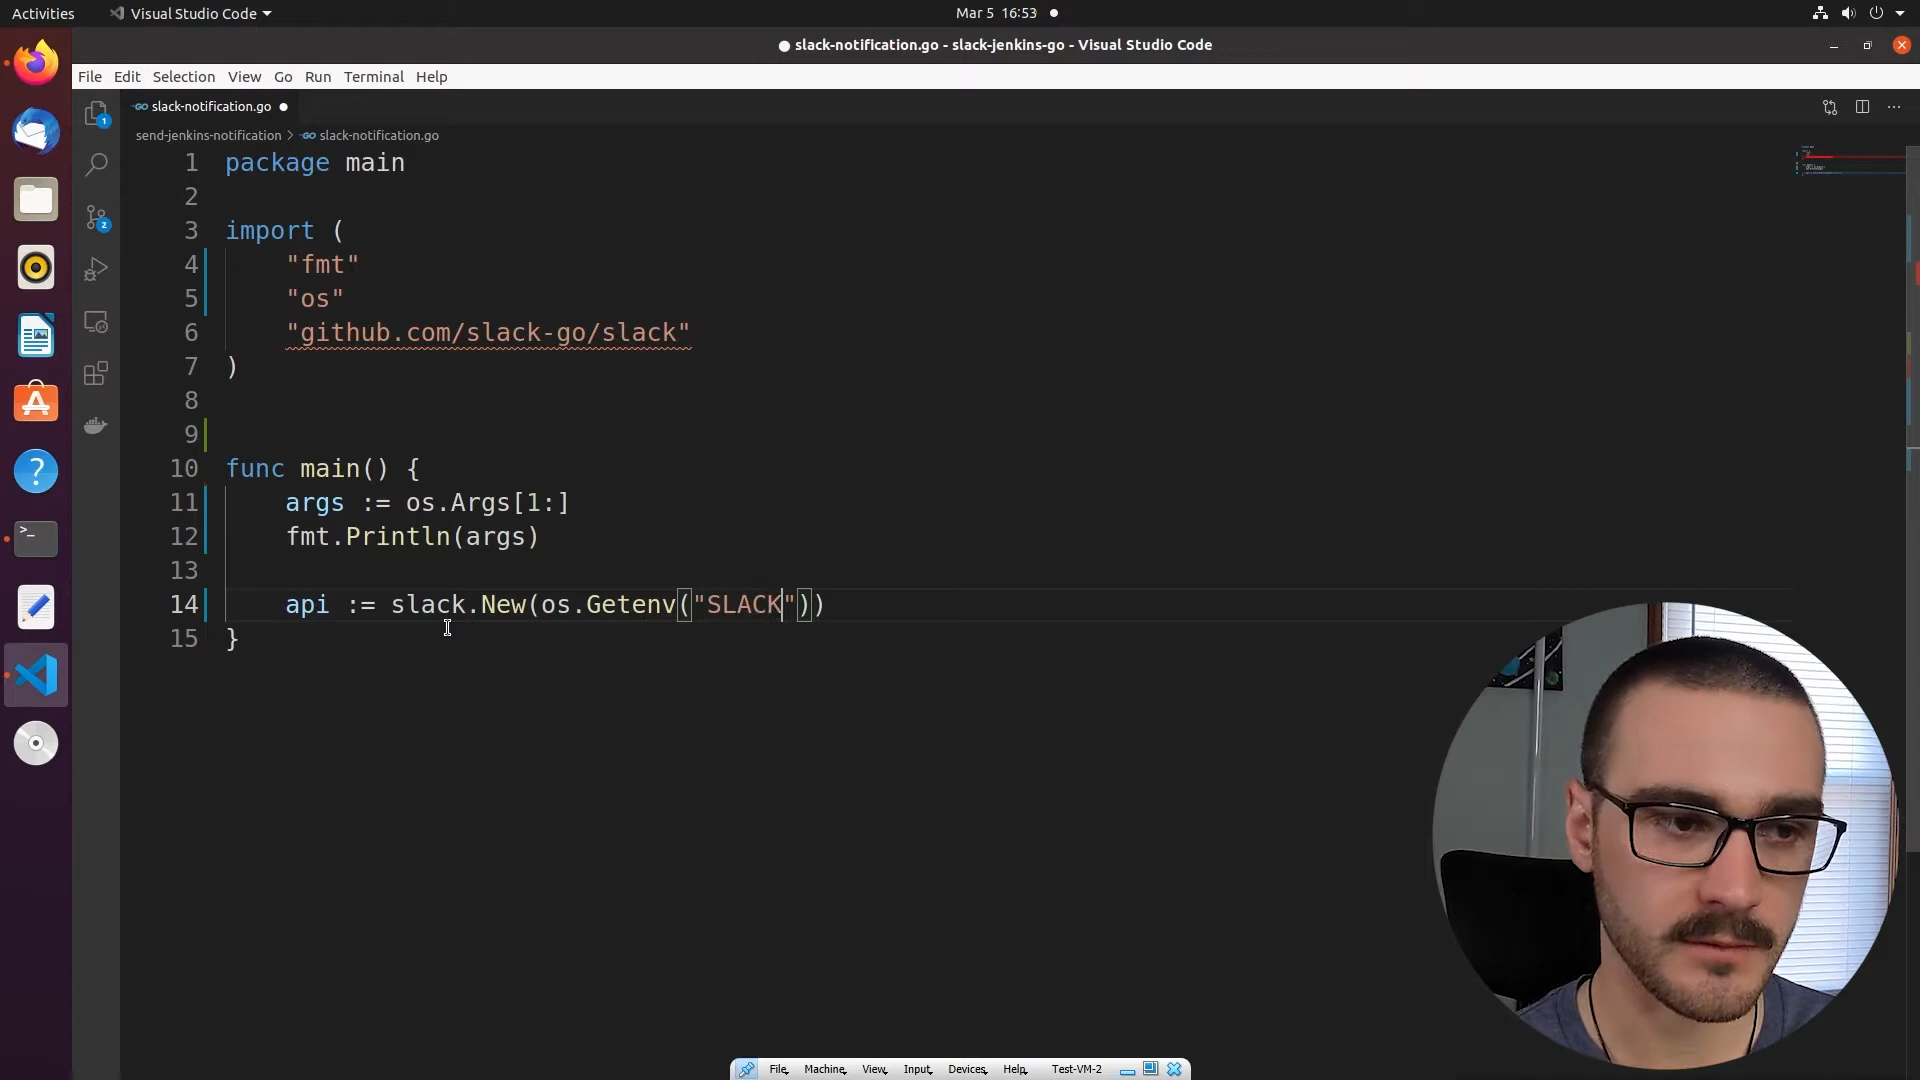 Activities
Visual Studio Code
Mar 5 16:53
slack-notification.go - slack-jenkins-go - Visual Studio Code
File Edit Selection View Go Run Terminal Help
slack-notification.go
send-jenkins-notification > slack-notification.go
1 package main
2
3 import (
4 "fmt"
5 "os"
6 "github.com/slack-go/slack"
7 )
8
9
10 func main() {
11 args := os.Args[1:]
12 fmt.Println(args)
13
14 api := slack.New(os.Getenv("SLACK"))
15 }
1
2
File Machine View Input Devices Help Test-VM-2